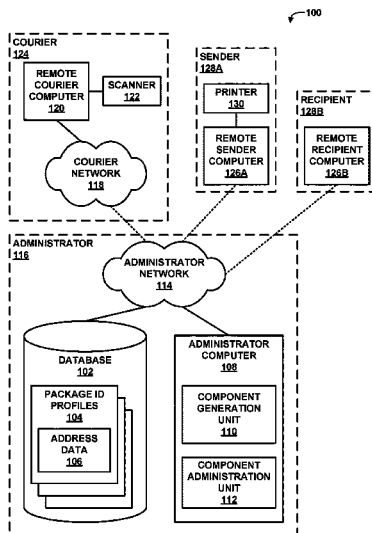 100
COURIER
124
REMOTE
COURIER
COMPUTER
120
SCANNER
122
COURIER
NETWORK
118
SENDER
128A
PRINTER
130
REMOTE
SENDER
COMPUTER
126A
RECIPIENT
128B
REMOTE
RECIPIENT
COMPUTER
126B
ADMINISTRATOR
116
ADMINISTRATOR
NETWORK
114
DATABASE
102
PACKAGE ID
PROFILES
104
ADDRESS
DATA
106
ADMINISTRATOR
COMPUTER
108
COMPONENT
GENERATION
UNIT
110
COMPONENT
ADMINISTRATION
UNIT
112